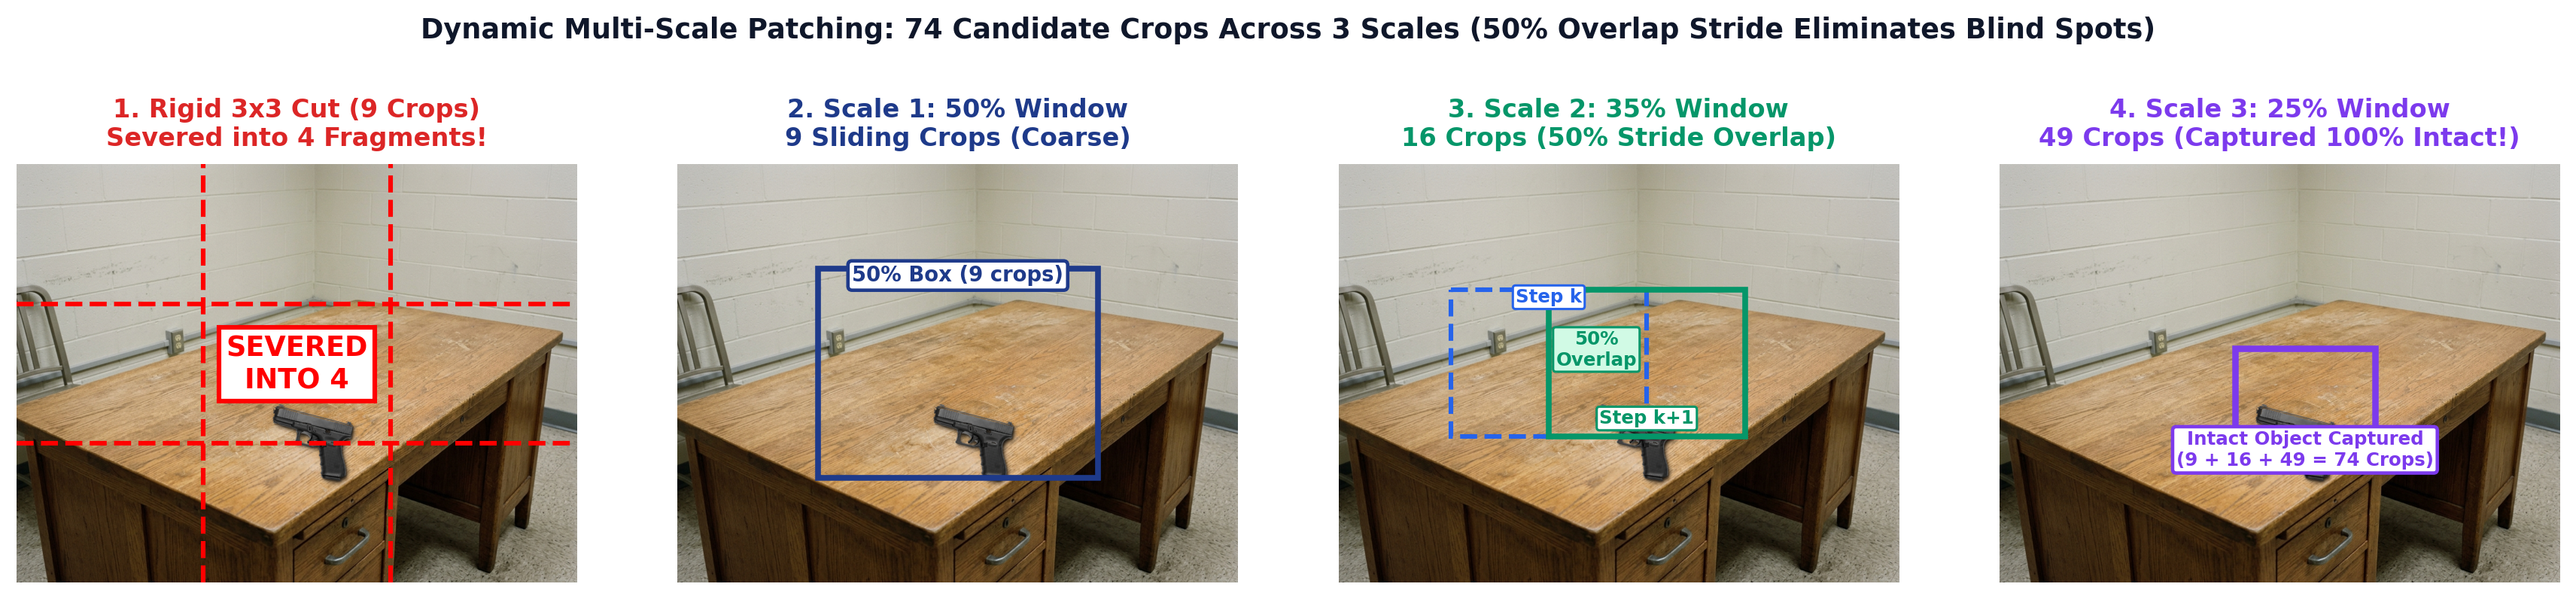 Dynamic Multi-Scale Patching: 74 Candidate Crops Across 3 Scales (50% Overlap Stride Eliminates Blind Spots)
1. Rigid 3x3 Cut (9 Crops)
Severed into 4 Fragments!
SEVERED
INTO 4
2. Scale 1: 50% Window
9 Sliding Crops (Coarse)
50% Box (9 crops)
3. Scale 2: 35% Window
16 Crops (50% Stride Overlap)
Step k
50%
Overlap
Step k+1
4. Scale 3: 25% Window
49 Crops (Captured 100% Intact!)
Intact Object Captured
(9 + 16 + 49 = 74 Crops)